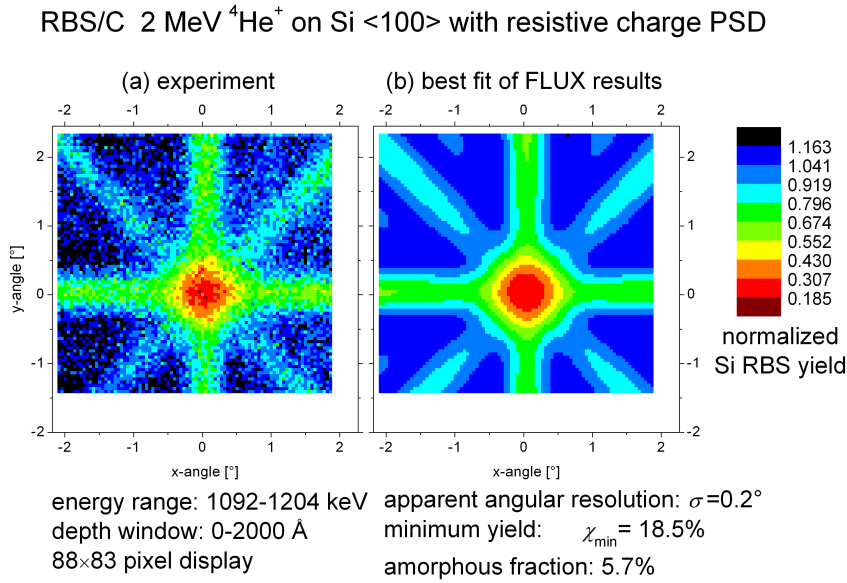 RBS/C 2 MeV ⁴He⁺ on Si <100> with resistive charge PSD
(a) experiment
(b) best fit of FLUX results
-2 -1 0 1 2
-2 -1 0 1 2
2
1
0
-1
-2
y-angle [°]
2
1
0
-1
-2
-2 -1 0 1 2
-2 -1 0 1 2
x-angle [°]
x-angle [°]
1.163
1.041
0.919
0.796
0.674
0.552
0.430
0.307
0.185
normalized
Si RBS yield
energy range: 1092-1204 keV
depth window: 0-2000 Å
88×83 pixel display
apparent angular resolution: σ=0.2°
minimum yield: χmin= 18.5%
amorphous fraction: 5.7%